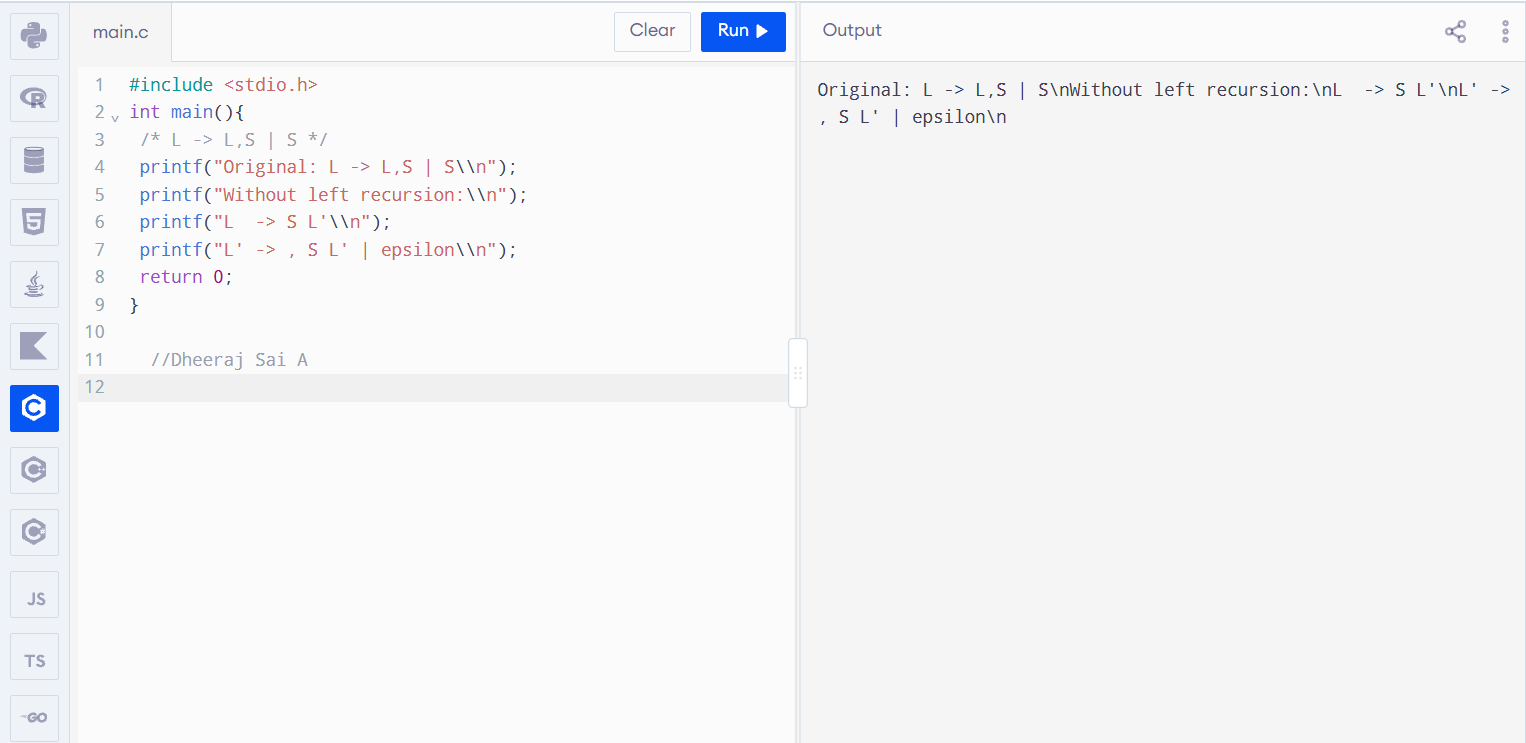 main.c
Clear
Run
Output
1 #include <stdio.h>
2 int main(){
3 /* L -> L,S | S */
4 printf("Original: L -> L,S | S\\n");
5 printf("Without left recursion:\\n");
6 printf("L  -> S L'\\n");
7 printf("L' -> , S L' | epsilon\\n");
8 return 0;
9 }
10
11 //Dheeraj Sai A
12
Original: L -> L,S | S\nWithout left recursion:\nL  -> S L'\nL' ->
, S L' | epsilon\n
R
5
C
C
C
JS
TS
GO